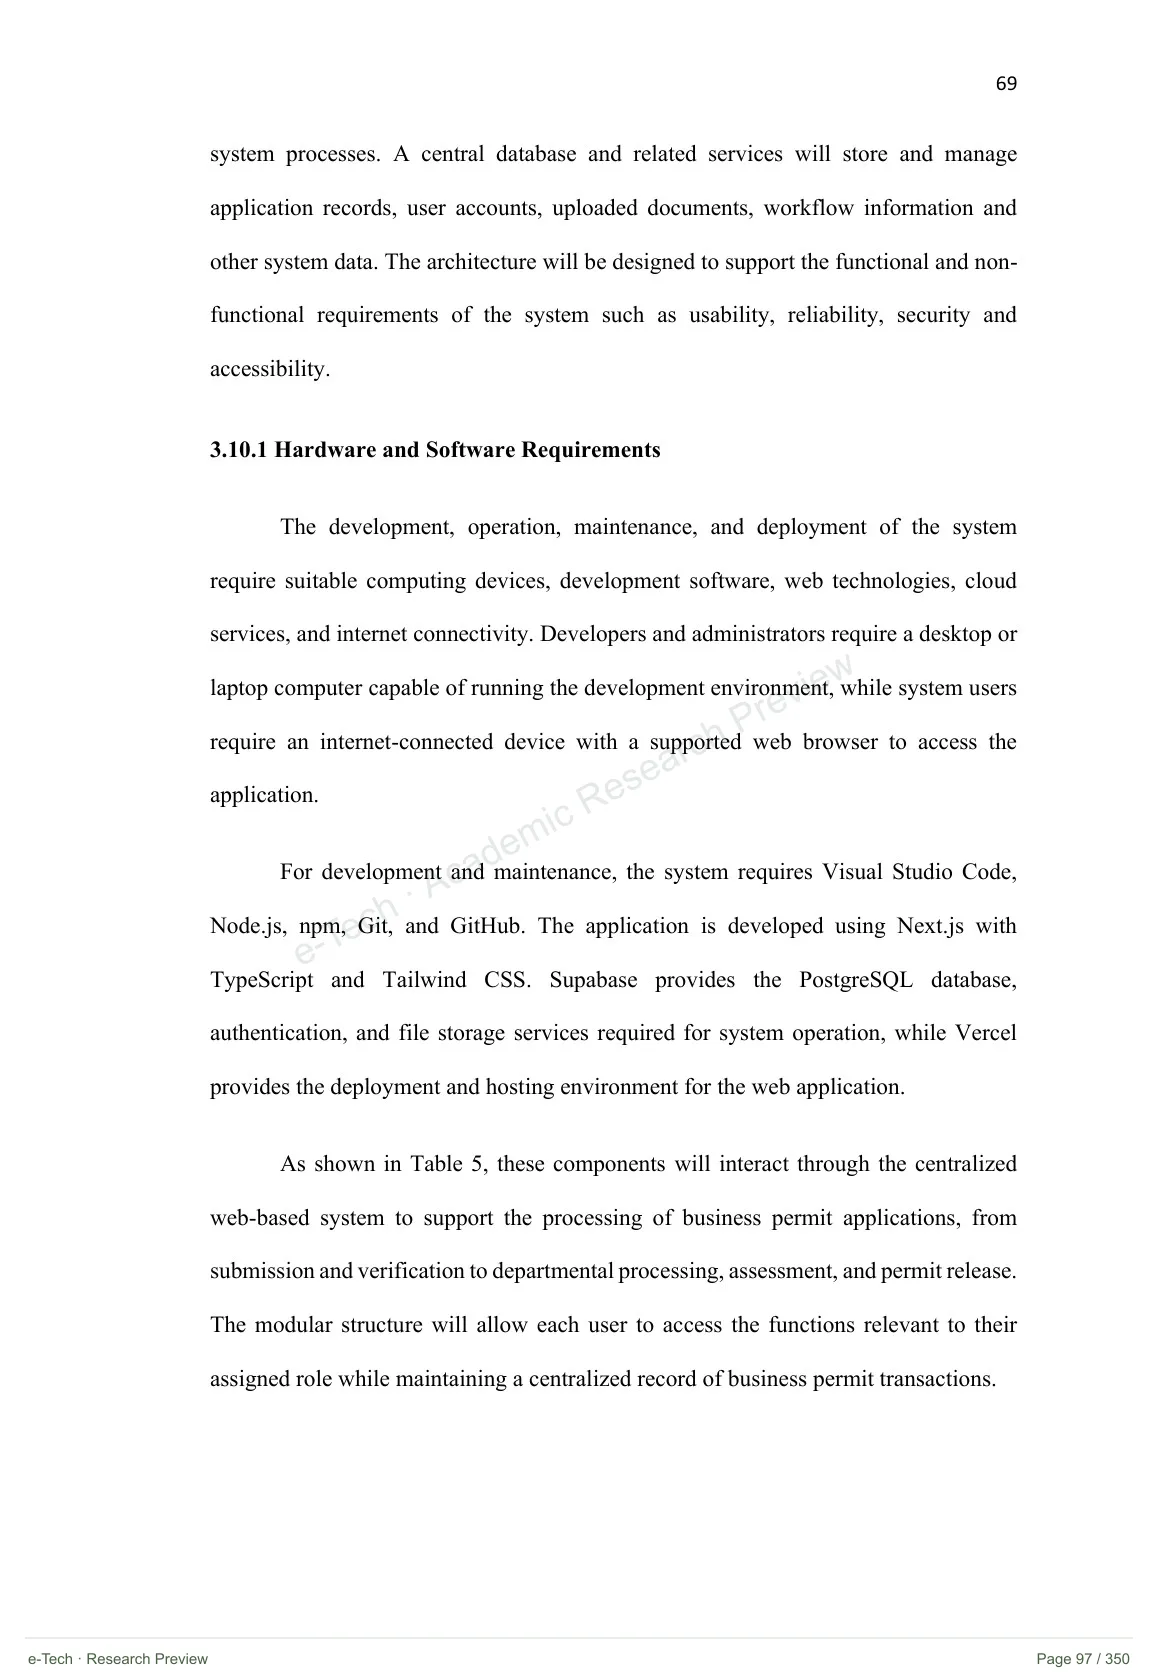 69
system processes. A central database and related services will store and manage
application records, user accounts, uploaded documents, workflow information and
other system data. The architecture will be designed to support the functional and non-
functional requirements of the system such as usability, reliability, security and
accessibility.
3.10.1 Hardware and Software Requirements
The development, operation, maintenance, and deployment of the system
require suitable computing devices, development software, web technologies, cloud
services, and internet connectivity. Developers and administrators require a desktop or
laptop computer capable of running the development environment, while system users
require an internet-connected device with a supported web browser to access the
application.
For development and maintenance, the system requires Visual Studio Code,
Node.js, npm, Git, and GitHub. The application is developed using Next.js with
TypeScript and Tailwind CSS. Supabase provides the PostgreSQL database,
authentication, and file storage services required for system operation, while Vercel
provides the deployment and hosting environment for the web application.
As shown in Table 5, these components will interact through the centralized
web-based system to support the processing of business permit applications, from
submission and verification to departmental processing, assessment, and permit release.
The modular structure will allow each user to access the functions relevant to their
assigned role while maintaining a centralized record of business permit transactions.
e-Tech · Academic Research Preview
e-Tech · Research Preview
Page 97 / 350